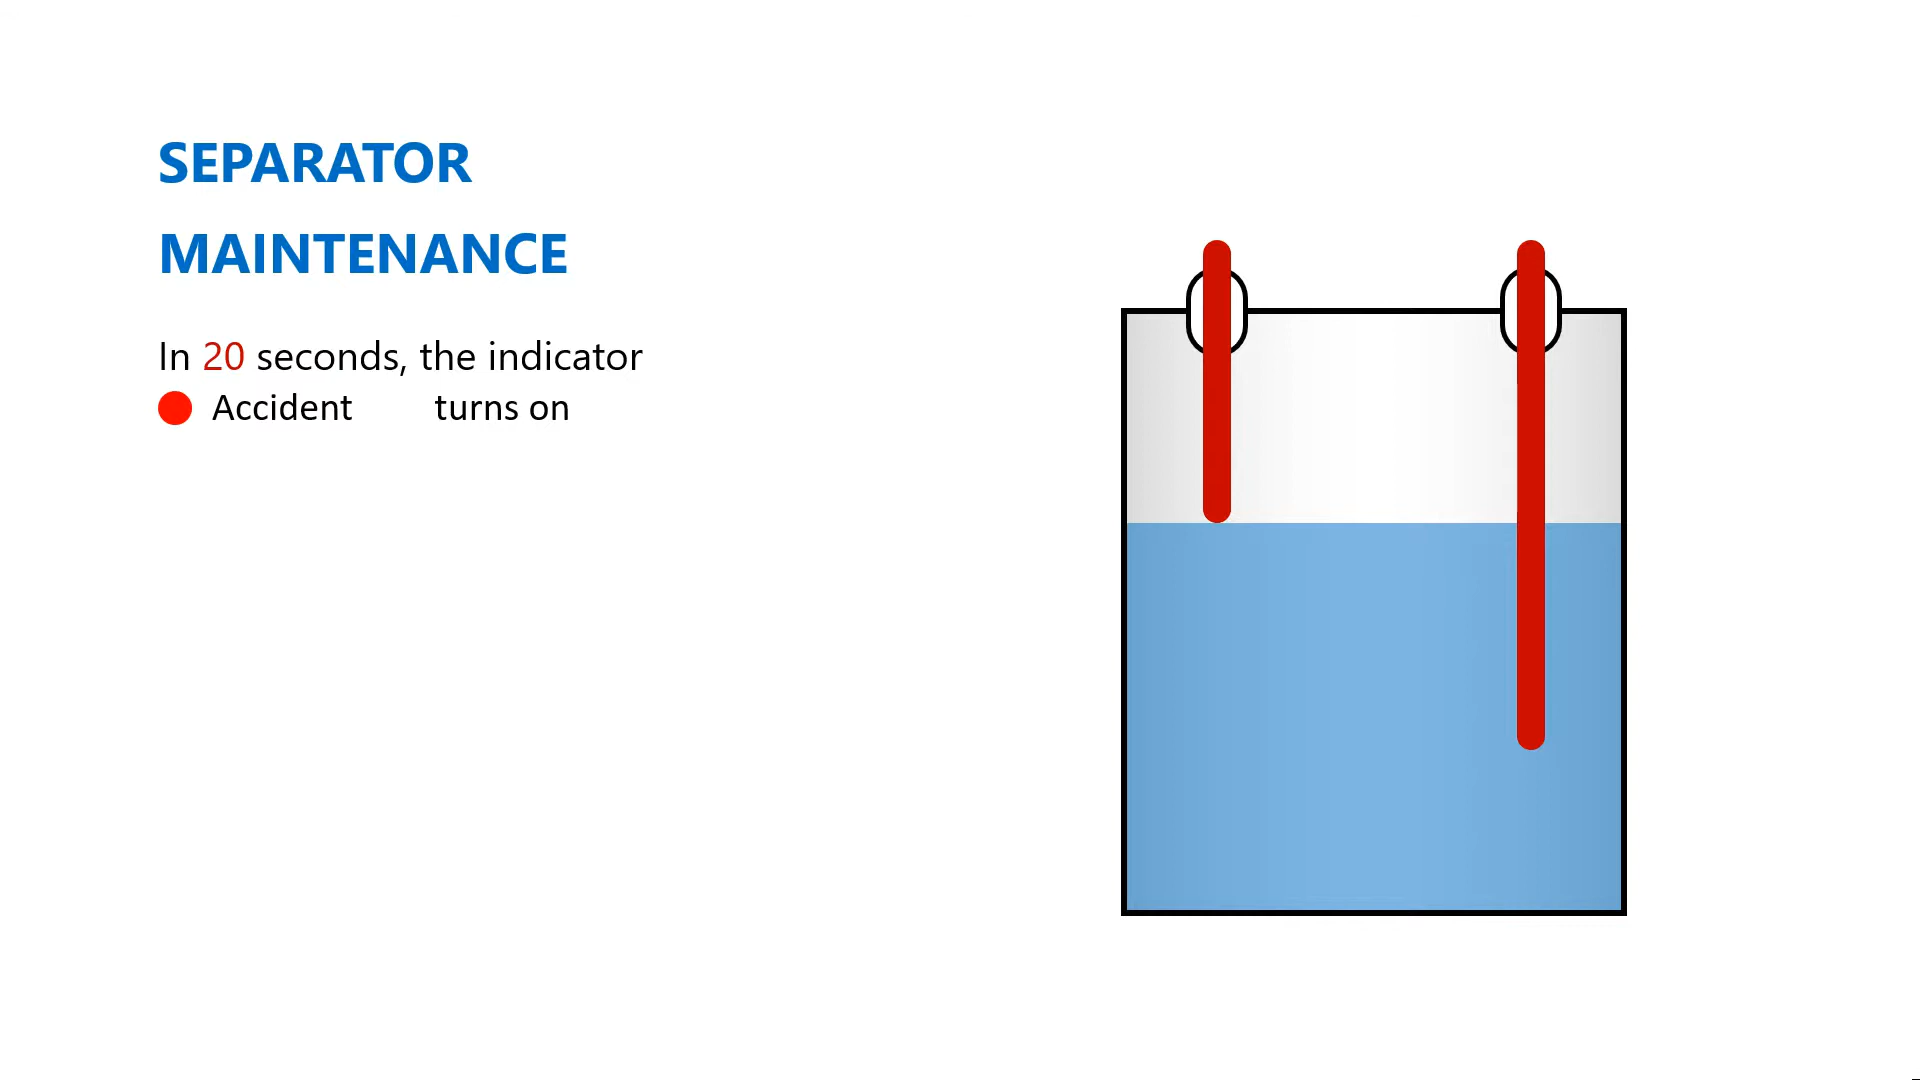 SEPARATOR
MAINTENANCE
In 20 seconds, the indicator
Accident turns on